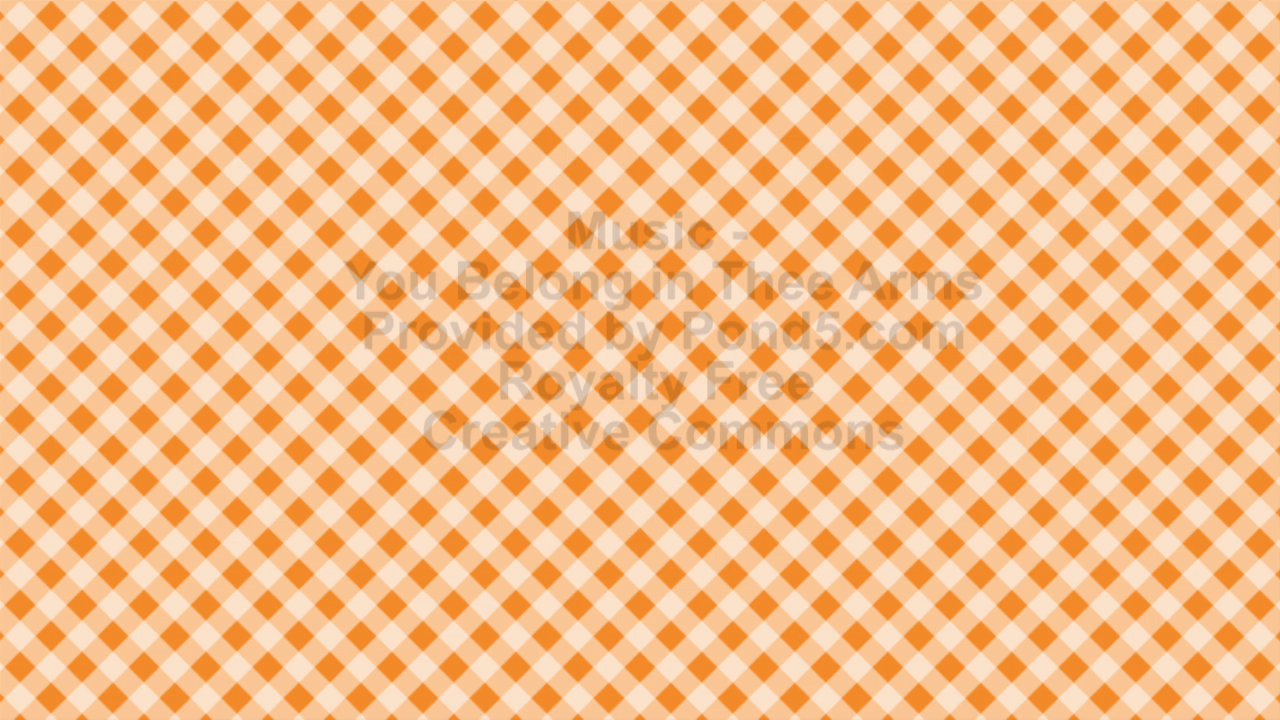 Music -
You Belong in Thee Arms
Provided by Pond5.com
Royalty Free
Creative Commons